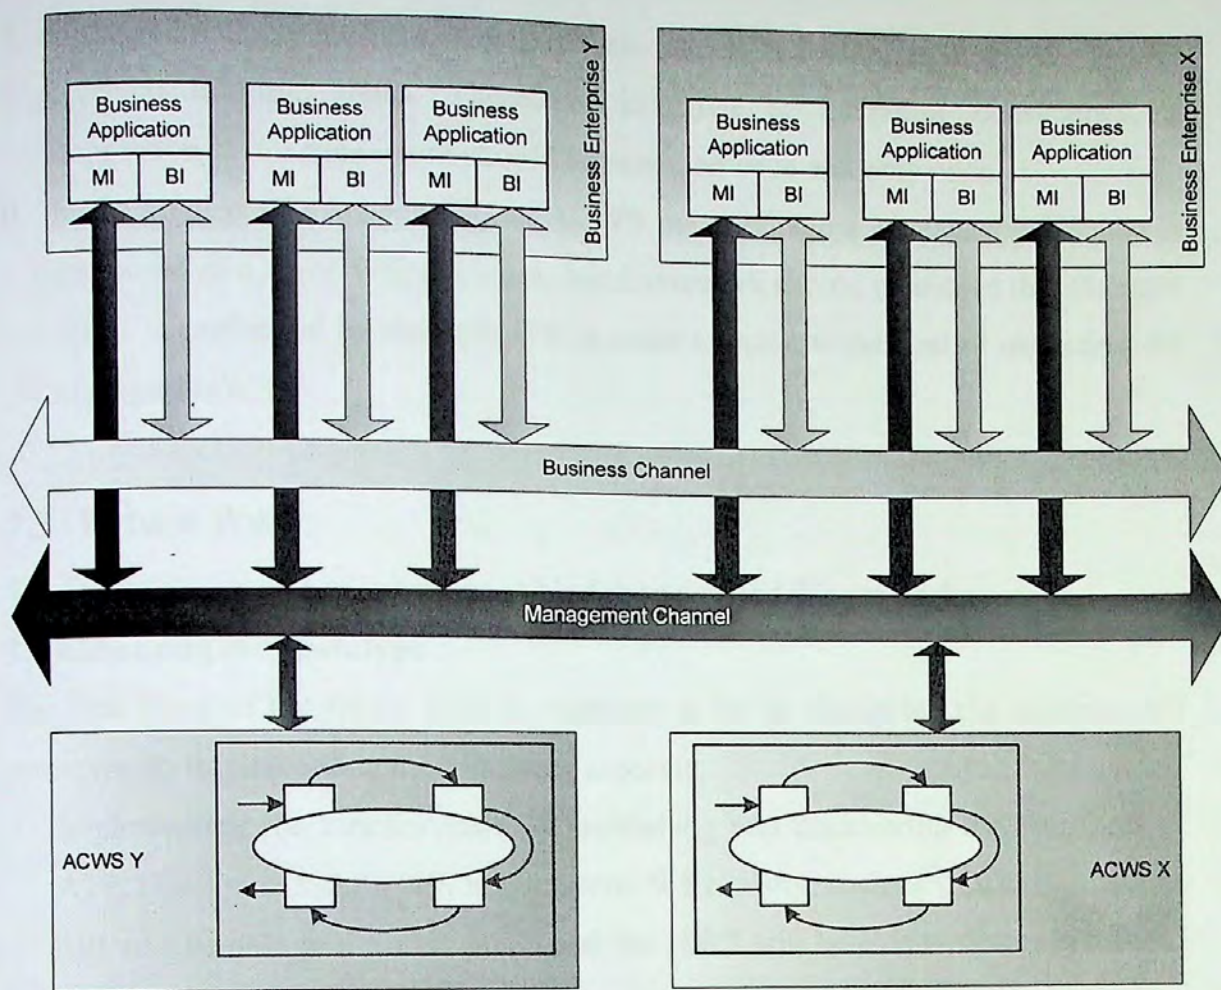 Business
Application
MI
BI
Business
Application
MI
BI
Business
Application
MI
BI
Business Enterprise Y
Business
Application
MI
BI
Business
Application
MI
BI
Business
Application
MI
BI
Business Enterprise X
Business Channel
Management Channel
ACWS Y
ACWS X